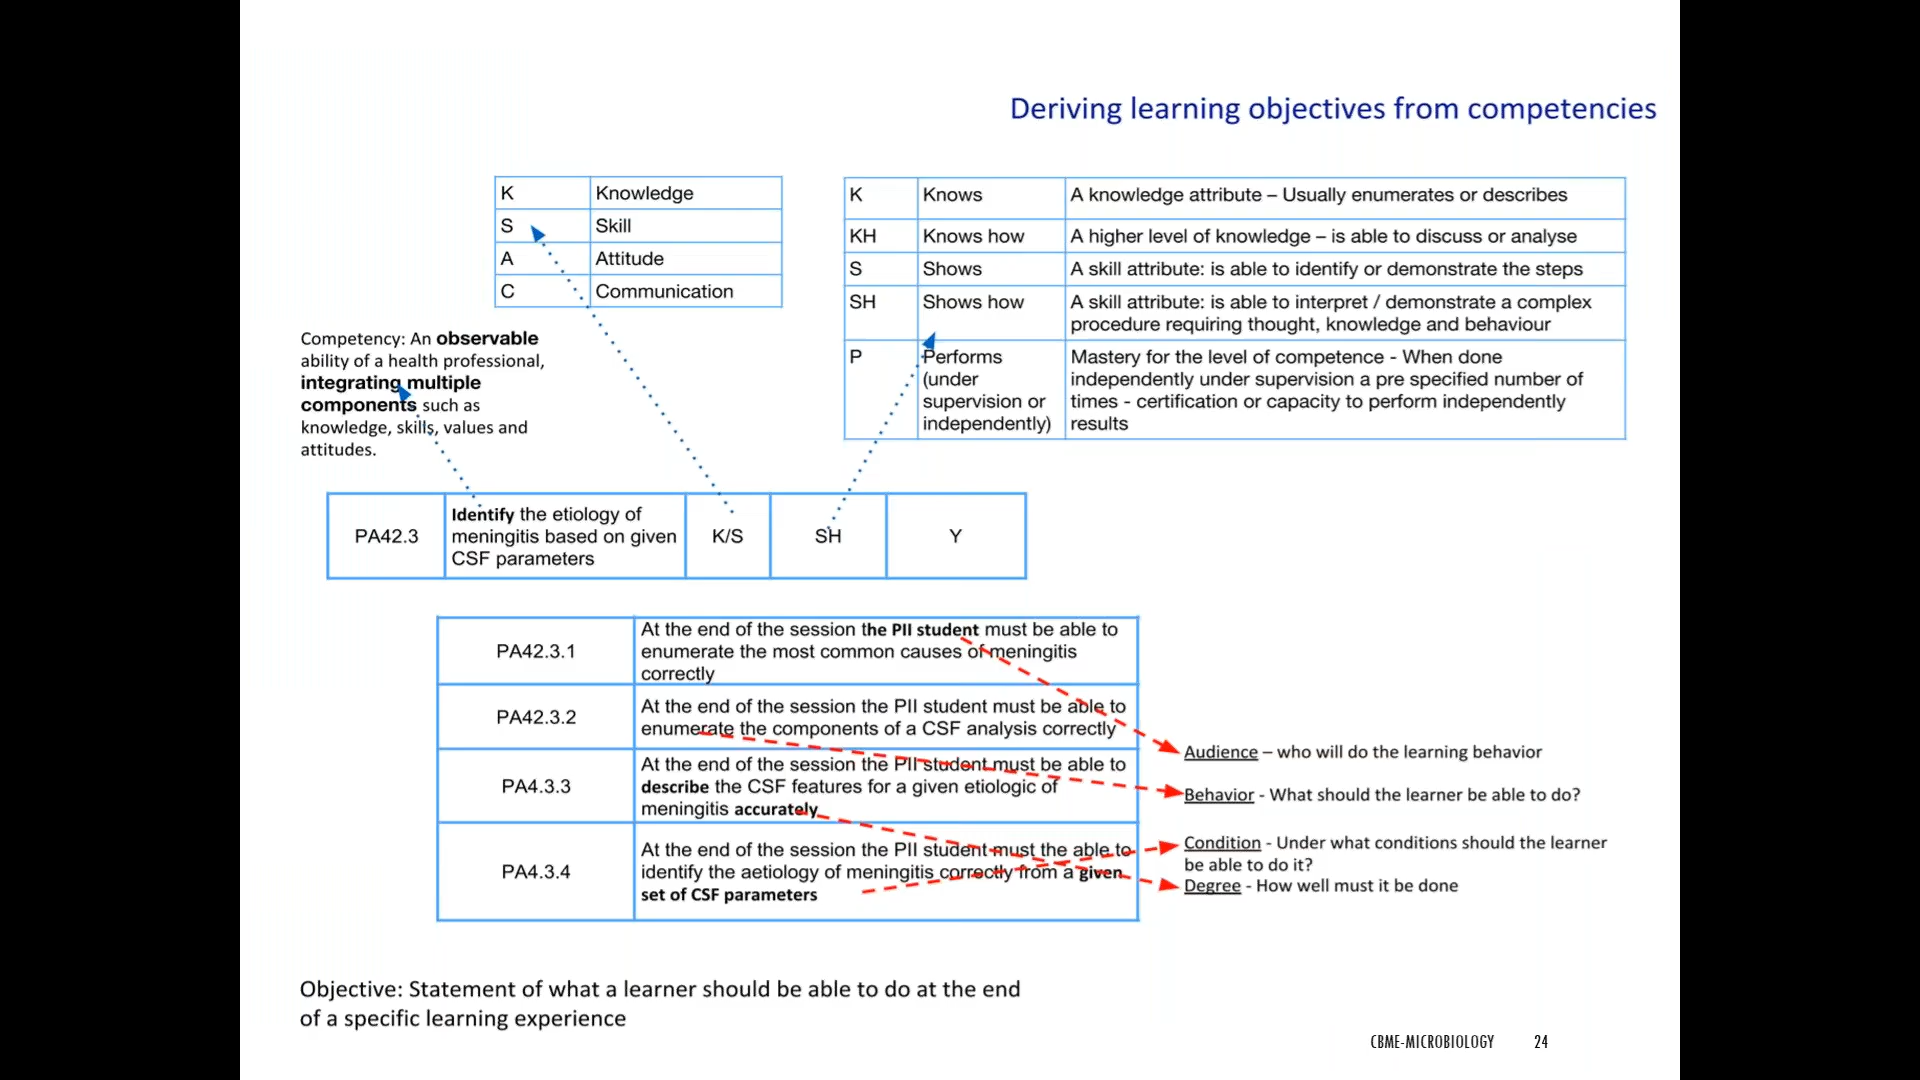 Deriving learning objectives from competencies
K Knowledge
S Skill
A Attitude
C Communication
K Knows A knowledge attribute – Usually enumerates or describes
KH Knows how A higher level of knowledge – is able to discuss or analyse
S Shows A skill attribute: is able to identify or demonstrate the steps
SH Shows how A skill attribute: is able to interpret / demonstrate a complex
procedure requiring thought, knowledge and behaviour
P Performs Mastery for the level of competence - When done
(under independently under supervision a pre specified number of
supervision or times - certification or capacity to perform independently
independently) results
Competency: An observable
ability of a health professional,
integrating multiple
components such as
knowledge, skills, values and
attitudes.
PA42.3
Identify the etiology of
meningitis based on given
CSF parameters
K/S
SH
Y
PA42.3.1
At the end of the session the PII student must be able to
enumerate the most common causes of meningitis
correctly
PA42.3.2
At the end of the session the PII student must be able to
enumerate the components of a CSF analysis correctly
PA4.3.3
At the end of the session the PII student must be able to
describe the CSF features for a given etiologic of
meningitis accurately
PA4.3.4
At the end of the session the PII student must the able to
identify the aetiology of meningitis correctly from a given
set of CSF parameters
Audience – who will do the learning behavior
Behavior - What should the learner be able to do?
Condition - Under what conditions should the learner
be able to do it?
Degree - How well must it be done
Objective: Statement of what a learner should be able to do at the end
of a specific learning experience
CBME-MICROBIOLOGY 24